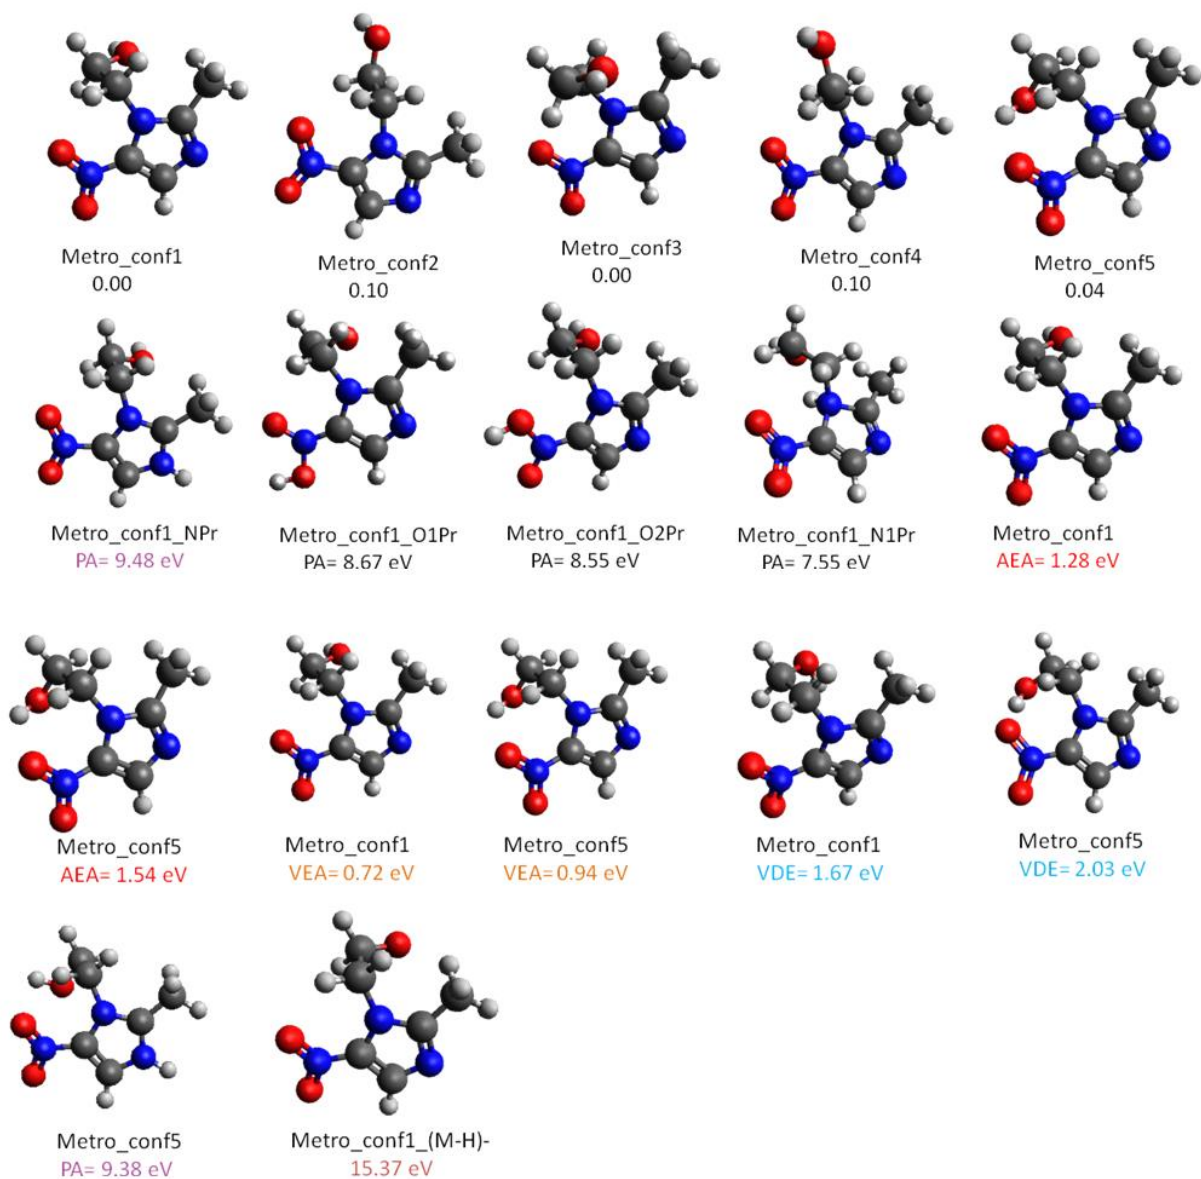 Metro_conf1
0.00
Metro_conf2
0.10
Metro_conf3
0.00
Metro_conf4
0.10
Metro_conf5
0.04
Metro_conf1_NPr
PA= 9.48 eV
Metro_conf1_O1Pr
PA= 8.67 eV
Metro_conf1_O2Pr
PA= 8.55 eV
Metro_conf1_N1Pr
PA= 7.55 eV
Metro_conf1
AEA= 1.28 eV
Metro_conf5
AEA= 1.54 eV
Metro_conf1
VEA= 0.72 eV
Metro_conf5
VEA= 0.94 eV
Metro_conf1
VDE= 1.67 eV
Metro_conf5
VDE= 2.03 eV
Metro_conf5
PA= 9.38 eV
Metro_conf1_(M-H)-
15.37 eV